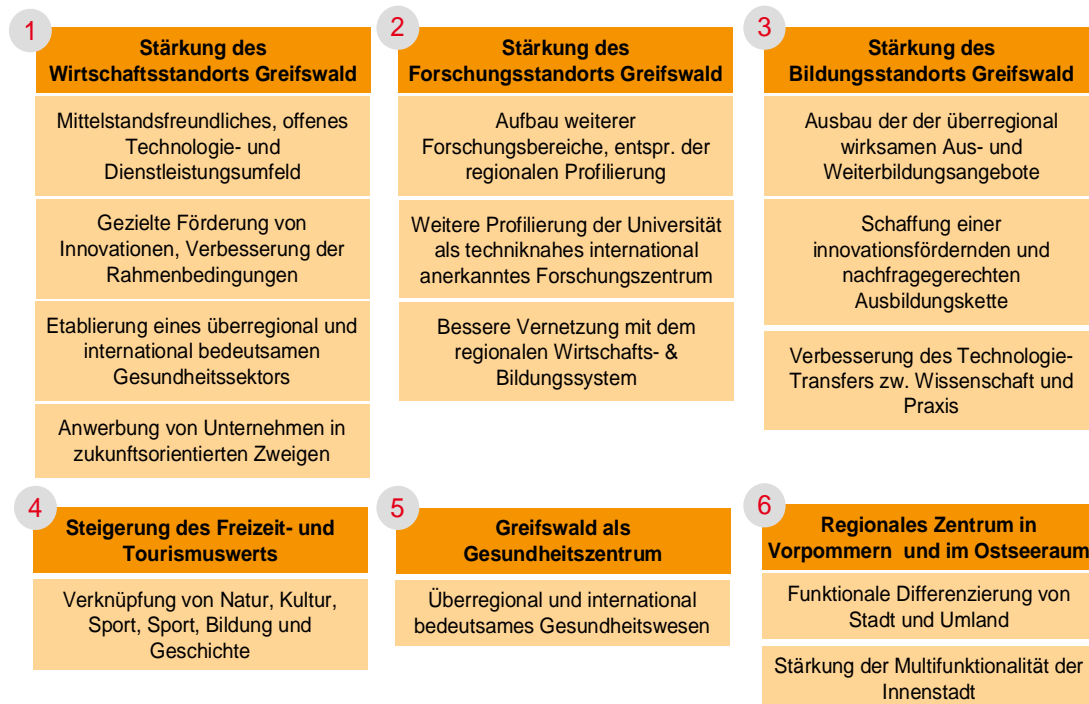 1
Stärkung des
Wirtschaftsstandorts Greifswald
Mittelstandsfreundliches, offenes
Technologie- und
Dienstleistungsumfeld
Gezielte Förderung von
Innovationen, Verbesserung der
Rahmenbedingungen
Etablierung eines überregional und
international bedeutsamen
Gesundheitssektors
Anwerbung von Unternehmen in
zukunftsorientierten Zweigen
2
Stärkung des
Forschungsstandorts Greifswald
Aufbau weiterer
Forschungsbereiche, entspr. der
regionalen Profilierung
Weitere Profilierung der Universität
als techniknahes international
anerkanntes Forschungszentrum
Bessere Vernetzung mit dem
regionalen Wirtschafts- &
Bildungssystem
3
Stärkung des
Bildungsstandorts Greifswald
Ausbau der der überregional
wirksamen Aus- und
Weiterbildungsangebote
Schaffung einer
innovationsfördernden und
nachfragegerechten
Ausbildungskette
Verbesserung des Technologie-
Transfers zw. Wissenschaft und
Praxis
4
Steigerung des Freizeit- und
Tourismuswerts
Verknüpfung von Natur, Kultur,
Sport, Sport, Bildung und
Geschichte
5
Greifswald als
Gesundheitszentrum
Überregional und international
bedeutsames Gesundheitswesen
6
Regionales Zentrum in
Vorpommern und im Ostseeraum
Funktionale Differenzierung von
Stadt und Umland
Stärkung der Multifunktionalität der
Innenstadt